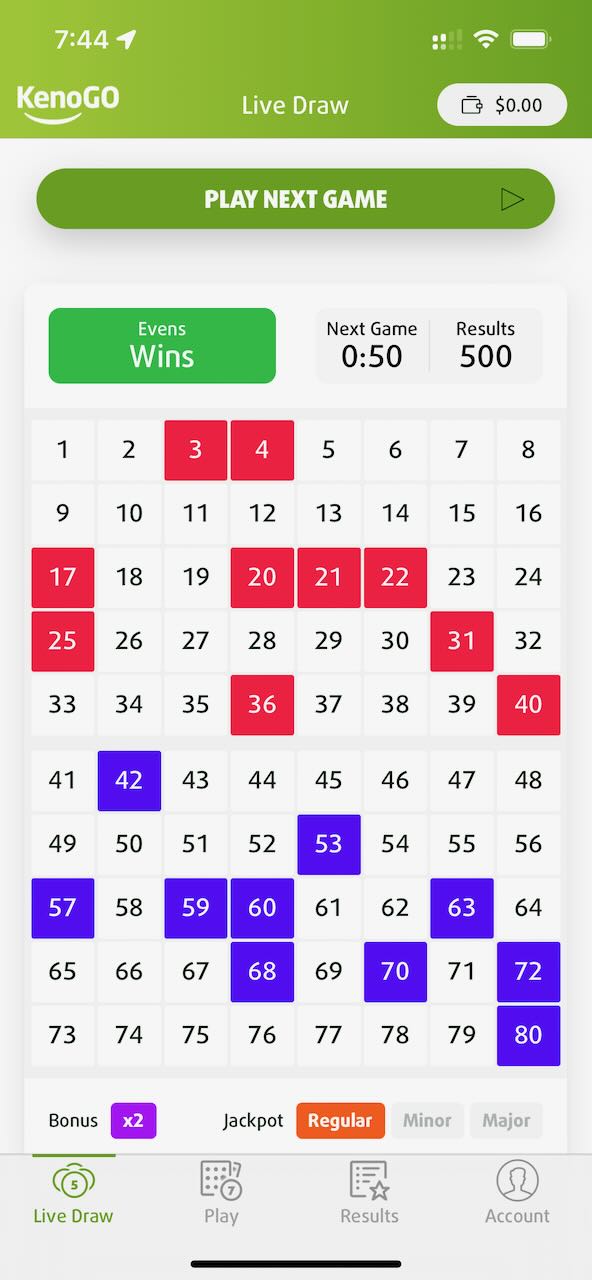 7:44
KenoGO
Live Draw
$0.00
PLAY NEXT GAME
Evens
Wins
Next Game
0:50
Results
500
1 2 3 4 5 6 7 8
9 10 11 12 13 14 15 16
17 18 19 20 21 22 23 24
25 26 27 28 29 30 31 32
33 34 35 36 37 38 39 40
41 42 43 44 45 46 47 48
49 50 51 52 53 54 55 56
57 58 59 60 61 62 63 64
65 66 67 68 69 70 71 72
73 74 75 76 77 78 79 80
Bonus x2 Jackpot Regular Minor Major
5
7
Live Draw Play Results Account